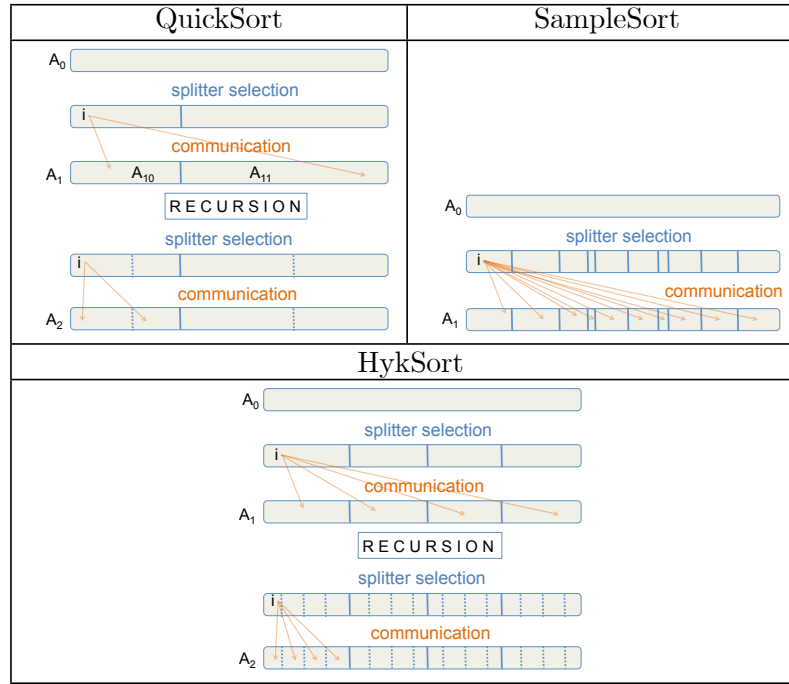 QuickSort
A₀
splitter selection
i
communication
A₁ A₁₀ A₁₁
RECURSION
splitter selection
i
communication
A₂
SampleSort
A₀
splitter selection
i
communication
A₁
HykSort
A₀
splitter selection
i
communication
A₁
RECURSION
splitter selection
i
communication
A₂